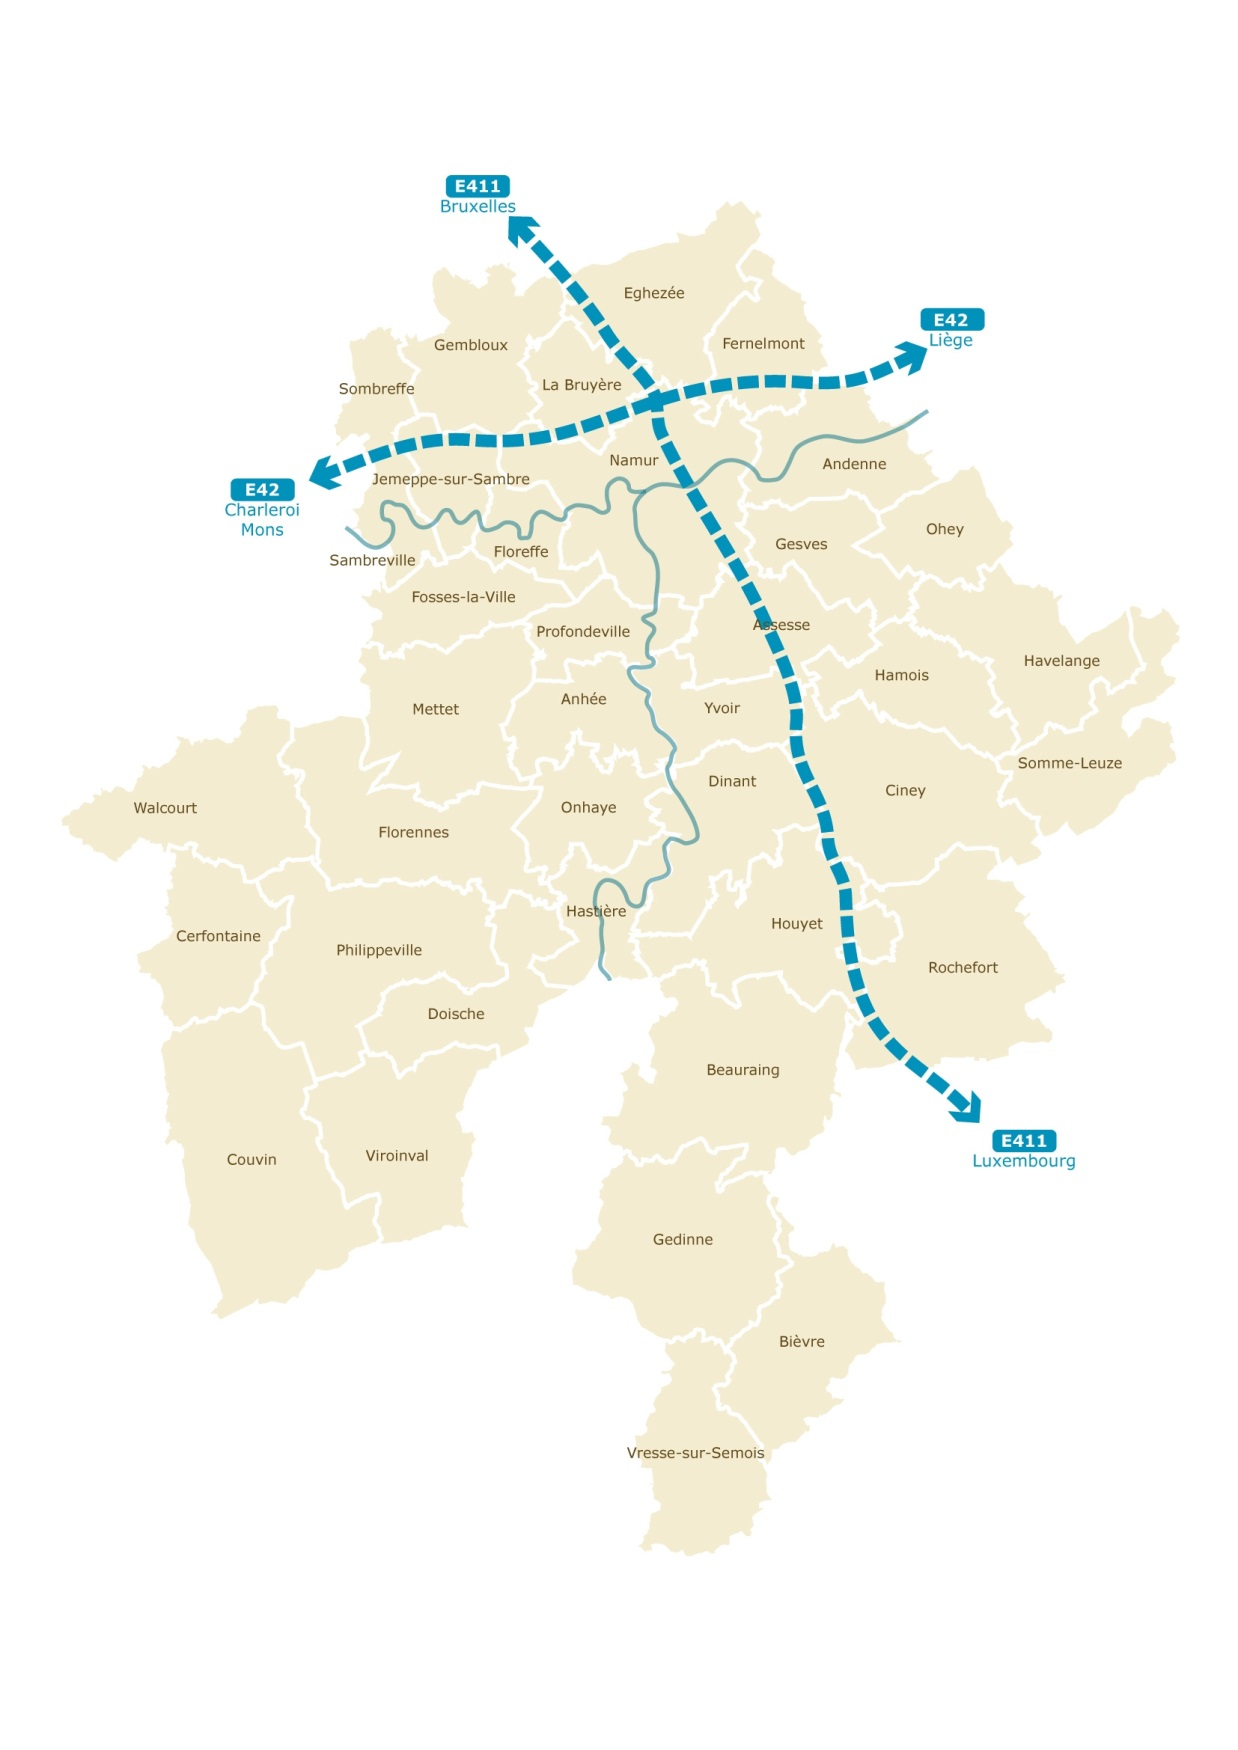 E411
Bruxelles
Eghezée
E42
Liège
Fernelmont
Gembloux
La Bruyère
Sombreffe
Namur
Andenne
Jemeppe-sur-Sambre
E42
Charleroi
Mons
Ohey
Gesves
Floreffe
Sambreville
Fosses-la-Ville
Assesse
Profondeville
Havelange
Hamois
Anhée
Yvoir
Mettet
Somme-Leuze
Dinant
Ciney
Walcourt
Onhaye
Florennes
Hastière
Houyet
Cerfontaine
Philippeville
Rochefort
Doische
Beauraing
E411
Luxembourg
Viroinval
Couvin
Gedinne
Bièvre
Vresse-sur-Semois